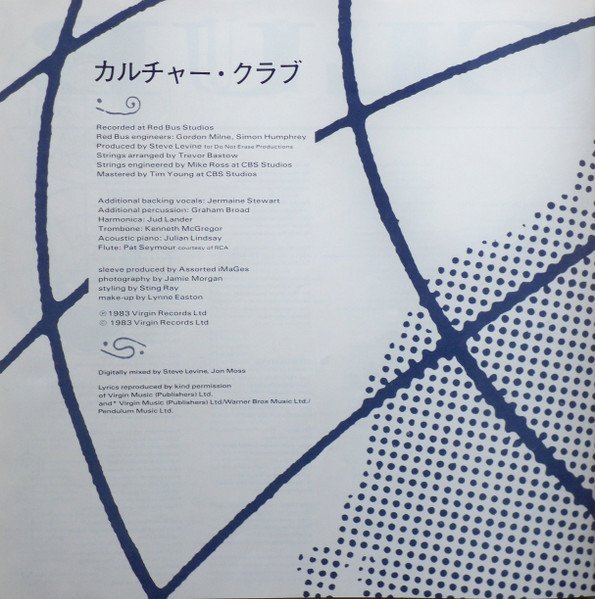 カルチャー・クラブ
Recorded at Red Bus Studios
Red Bus engineers: Gordon Milne, Simon Humphrey
Produced by Steve Levine for Do Not Erase Productions
Strings arranged by Trevor Bastow
Strings engineered by Mike Ross at CBS Studios
Mastered by Tim Young at CBS Studios
Additional backing vocals: Jermaine Stewart
Additional percussion: Graham Broad
Harmonica: Jud Lander
Trombone: Kenneth McGregor
Acoustic piano: Julian Lindsay
Flute: Pat Seymour courtesy of RCA
sleeve produced by Assorted iMaGes
photography by Jamie Morgan
styling by Sting Ray
make-up by Lynne Easton
℗ 1983 Virgin Records Ltd
© 1983 Virgin Records Ltd
Digitally mixed by Steve Levine, Jon Moss
Lyrics reproduced by kind permission
of Virgin Music (Publishers) Ltd.
and* Virgin Music (Publishers) Ltd/Warner Bros Music Ltd./
Pendulum Music Ltd.